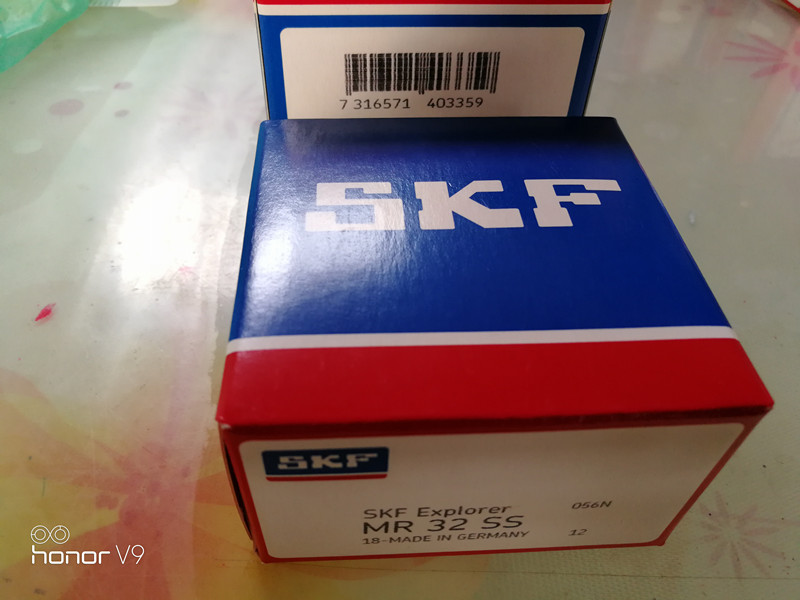 7 316571 403359
SKF
SKF
SKF Explorer
MR 32 SS
18-MADE IN GERMANY
056N
12
honor V9